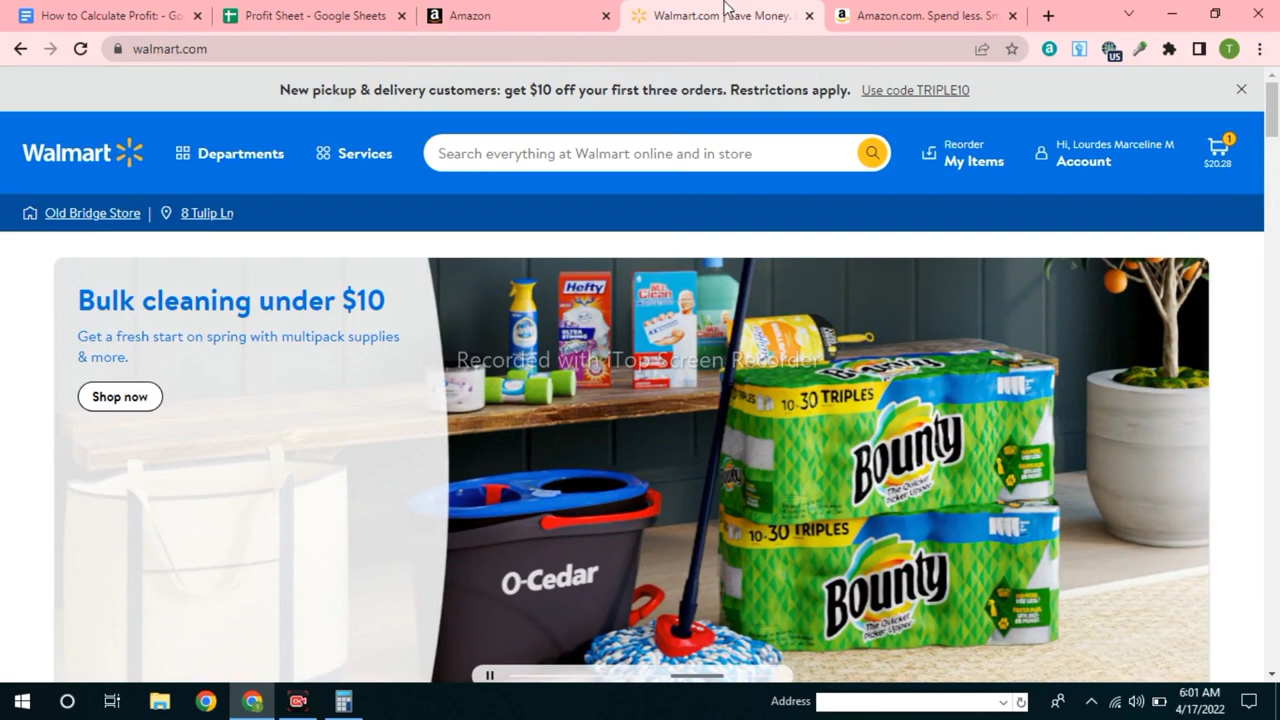 How to Calculate Profit: - Go
Profit Sheet - Google Sheets
Amazon
Walmart.com | Save Money.
Amazon.com. Spend less. Sm
walmart.com
US
T
New pickup & delivery customers: get $10 off your first three orders. Restrictions apply. Use code TRIPLE10
Walmart
Departments
Services
Search everything at Walmart online and in store
Reorder
My Items
Hi, Lourdes Marceline M
Account
1
$20.28
Old Bridge Store | 8 Tulip Ln
Bulk cleaning under $10
Get a fresh start on spring with multipack supplies
& more.
Shop now
Hefty
ULTRA
STRONG
Mr.
Clean
Recorded with iTop Screen Recorder
10=30 TRIPLES
Bounty
The Quicker
Picker Upper
10=30 TRIPLES
Bounty
The Quicker
Picker Upper
O-Cedar
Address
6:01 AM
4/17/2022